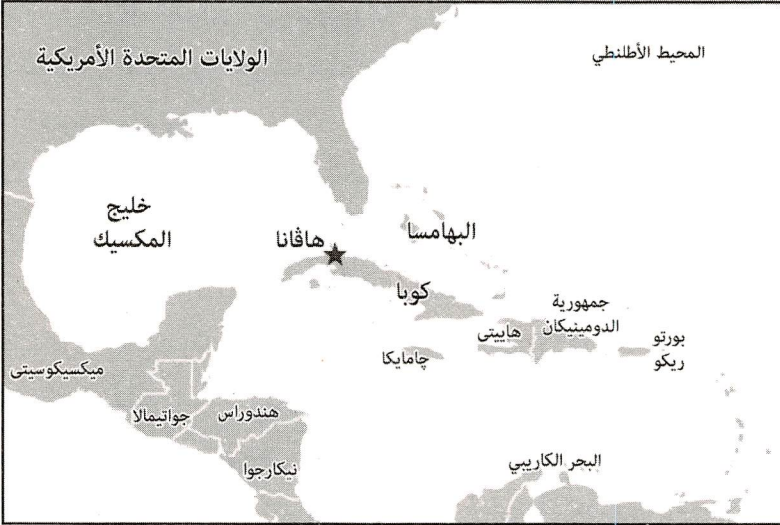 الولايات المتحدة الأمريكية
المحيط الأطلنطي
خليج
المكسيك
هاڤانا
البهامسا
كوبا
جمهورية
الدومينيكان
هاييتى
بورتو
ريكو
چامايكا
ميكسيكوسيتى
جواتيمالا
هندوراس
نيكارجوا
البحر الكاريبي